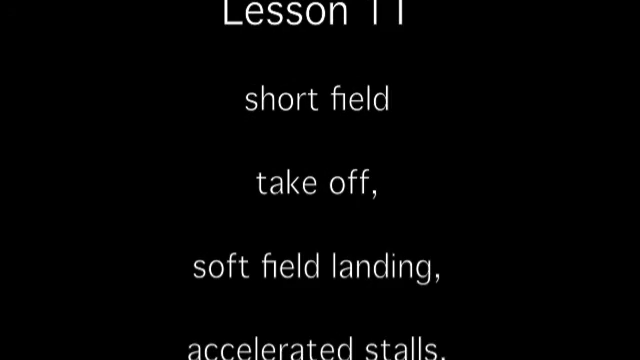 Lesson 11
short field
take off,
soft field landing,
accelerated stalls,